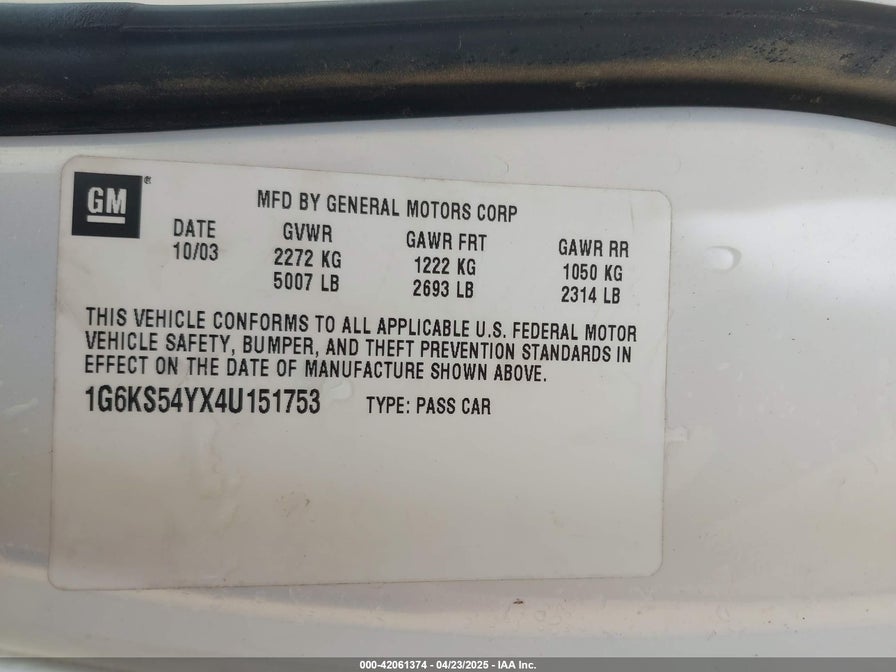 GM®
MFD BY GENERAL MOTORS CORP
DATE GVWR GAWR FRT GAWR RR
10/03 2272 KG 1222 KG 1050 KG
5007 LB 2693 LB 2314 LB
THIS VEHICLE CONFORMS TO ALL APPLICABLE U.S. FEDERAL MOTOR
VEHICLE SAFETY, BUMPER, AND THEFT PREVENTION STANDARDS IN
EFFECT ON THE DATE OF MANUFACTURE SHOWN ABOVE.
1G6KS54YX4U151753 TYPE: PASS CAR
000-42061374 - 04/23/2025 - IAA Inc.